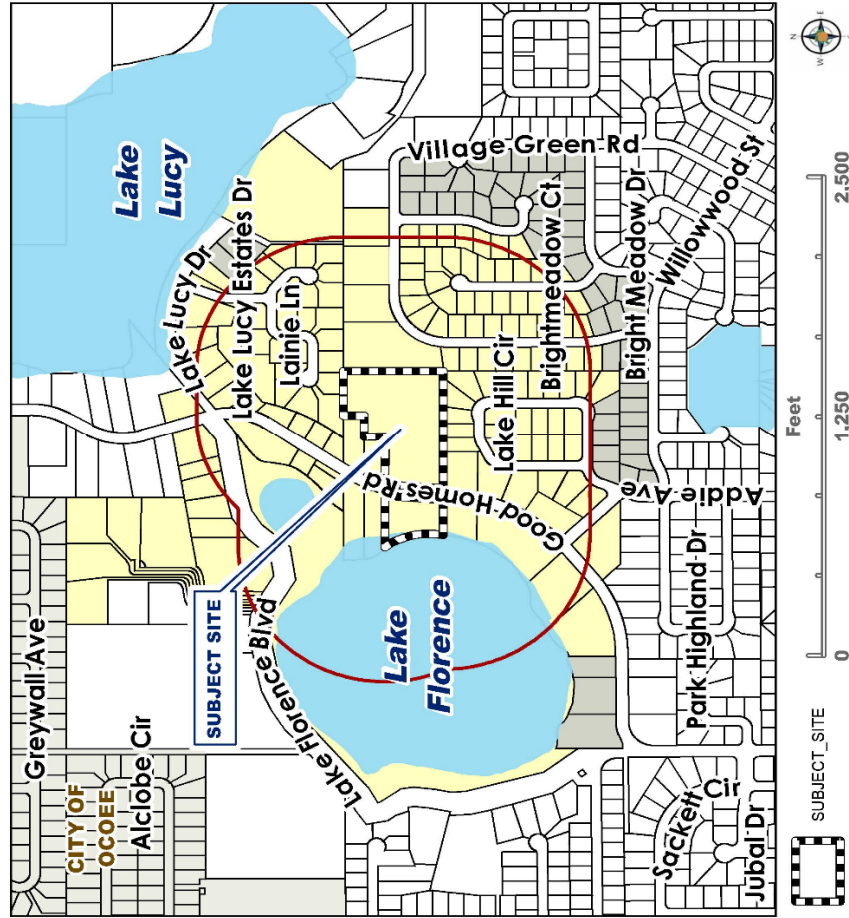 Greywall Ave
CITY OF
OCOEE
Alclobe Cir
Lake
Lucy
Lake Lucy Dr
Lake Lucy Estates Dr
Lainie Ln
SUBJECT SITE
Lake Florence Blvd
Lake
Florence
Good Homes Rd
Village Green Rd
Lake Hill Cir
Brightmeadow Ct
Bright Meadow Dr
Willowwood St
Addie Ave
Park Highland Dr
Sackett Cir
Jubal Dr
SUBJECT_SITE
Feet
0
1,250
2,500
N
E
W